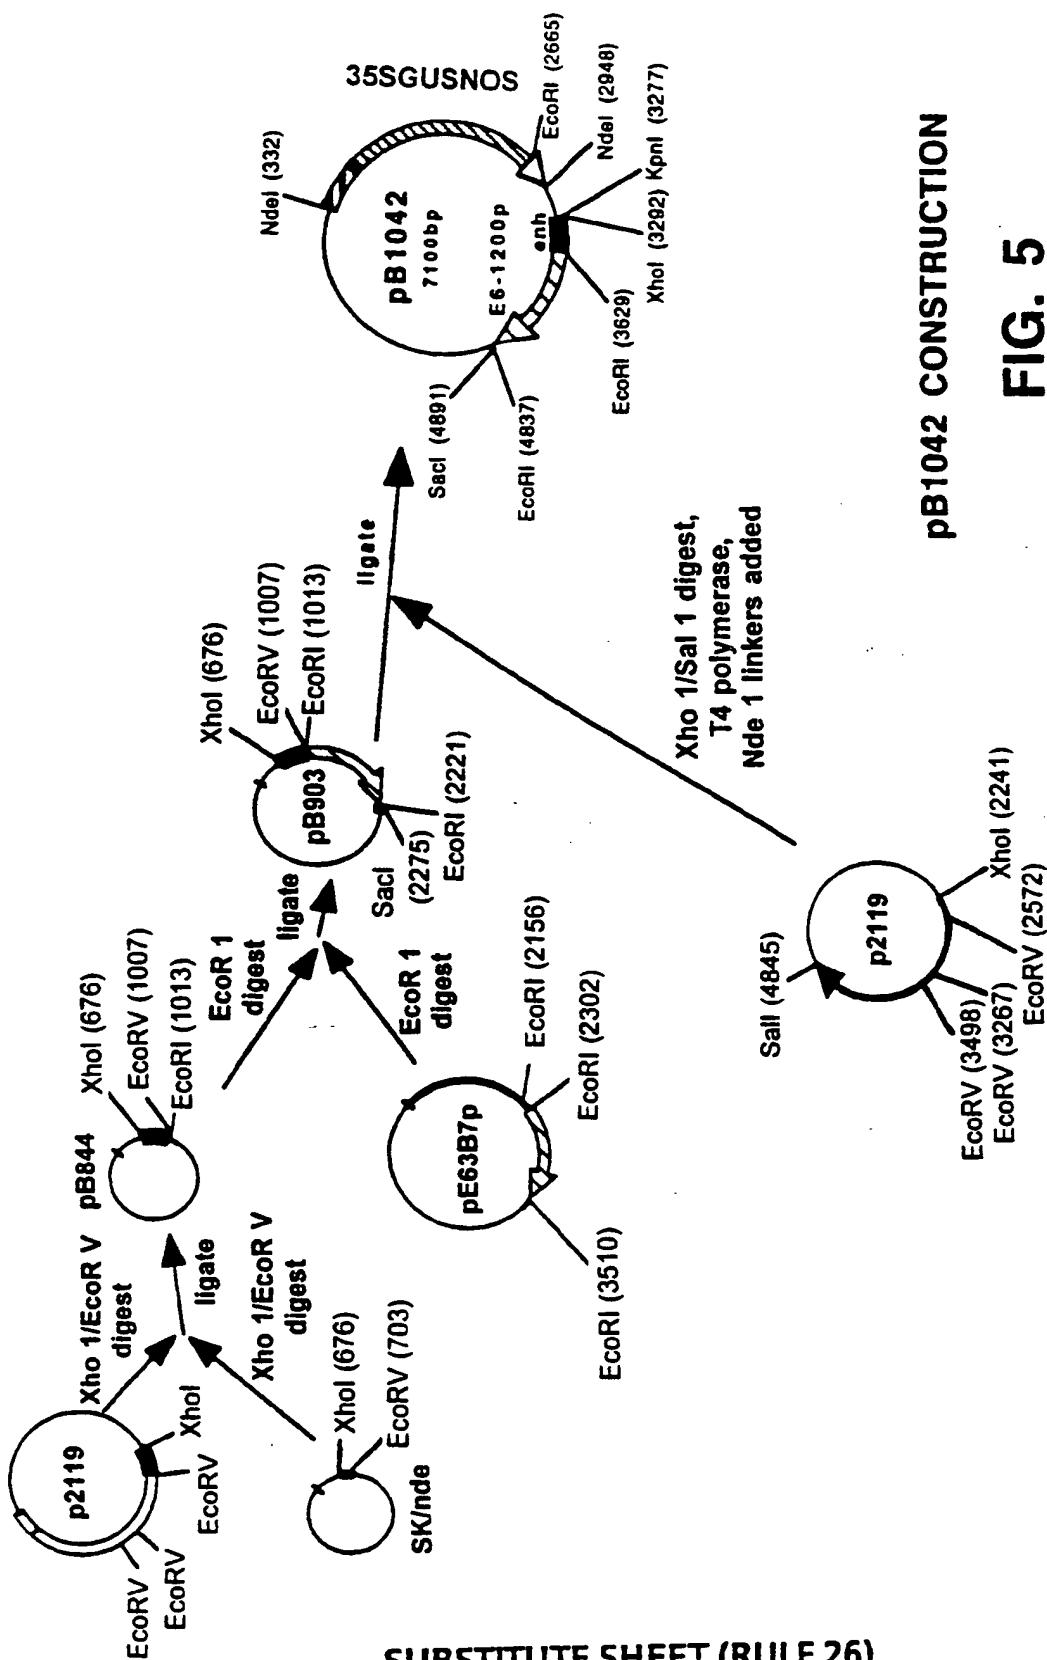 p2119
EcoRV
EcoRV
EcoRV
XhoI
Xho 1/EcoR V
digest
SK/nde
XhoI (676)
EcoRV (703)
Xho 1/EcoR V
digest
ligate
pB844
XhoI (676)
EcoRV (1007)
EcoRI (1013)
EcoR 1
digest
pE63B7p
EcoRI (2156)
EcoRI (2302)
EcoRI (3510)
EcoR 1
digest
ligate
pB903
XhoI (676)
EcoRV (1007)
EcoRI (1013)
SacI
(2275)
EcoRI (2221)
p2119
SalI (4845)
XhoI (2241)
EcoRV (2572)
EcoRV (3267)
EcoRV (3498)
Xho 1/Sal 1 digest,
T4 polymerase,
Nde 1 linkers added
ligate
35SGUSNOS
pB1042
7100bp
E6-1200p
enh
NdeI (332)
EcoRI (2665)
NdeI (2948)
KpnI (3277)
XhoI (3292)
EcoRI (3629)
EcoRI (4837)
SacI (4891)
pB1042 CONSTRUCTION
FIG. 5
SUBSTITUTE SHEET (RULE 26)